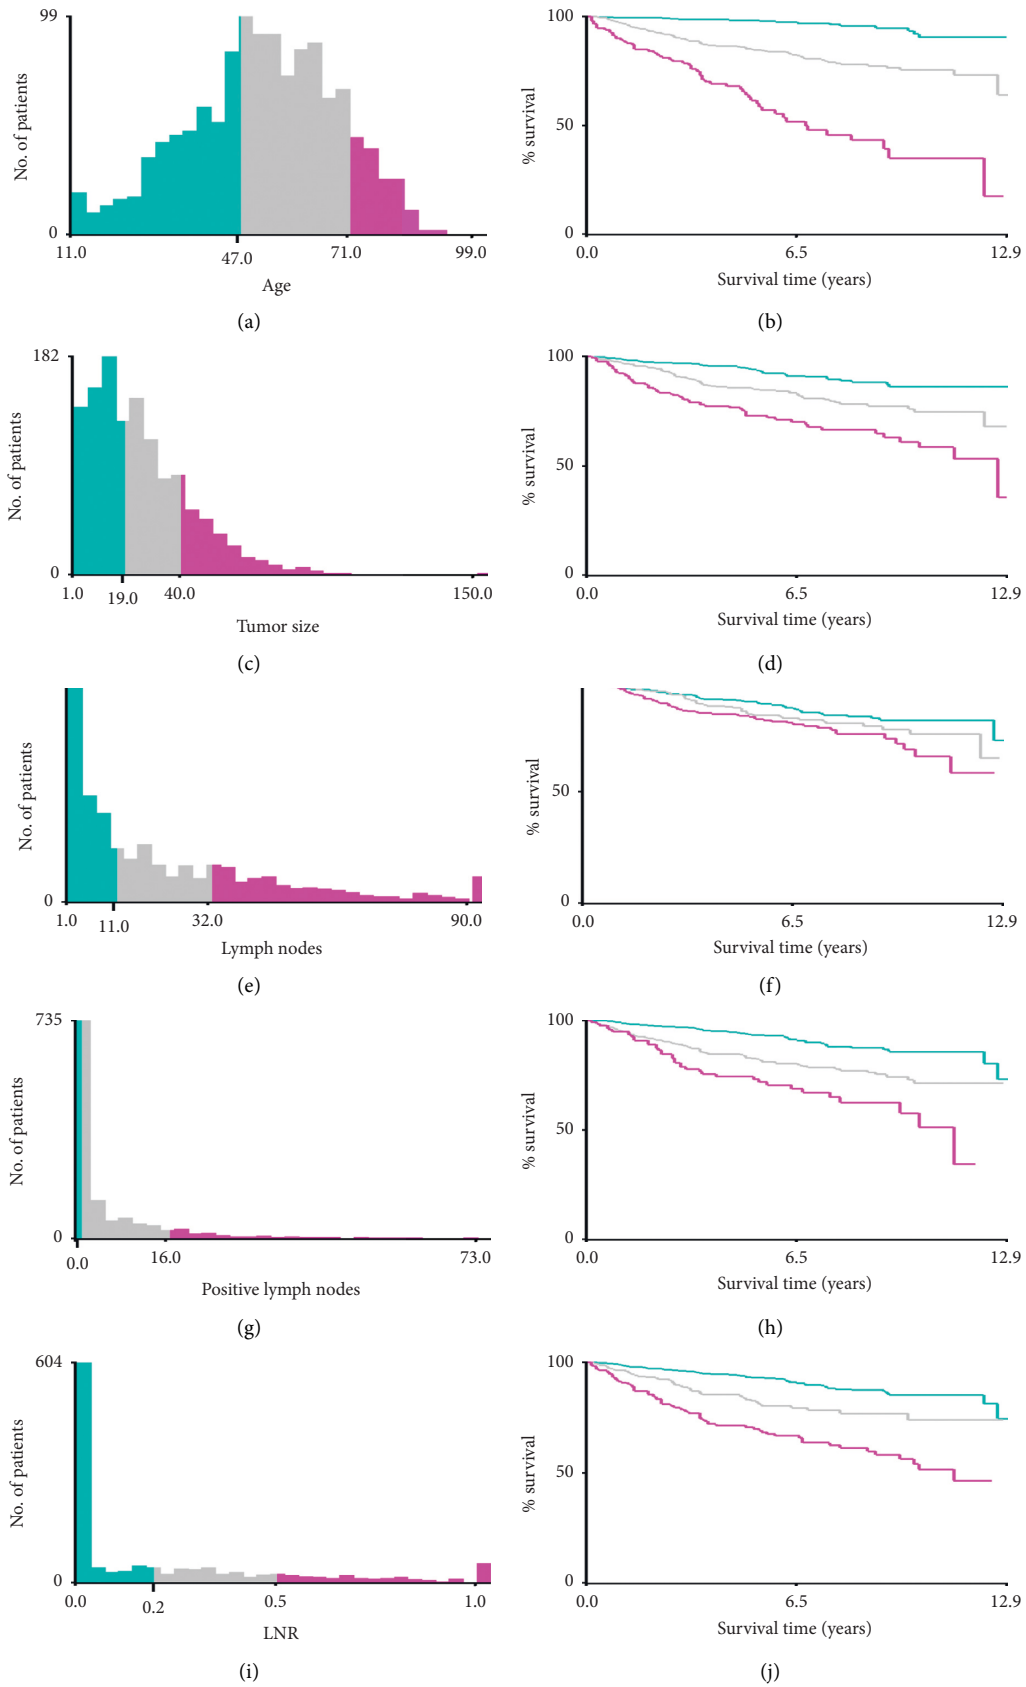 99
No. of patients
0
11.0
47.0
71.0
99.0
Age
(a)
100
% survival
50
0
0.0
6.5
12.9
Survival time (years)
(b)
182
No. of patients
0
1.0
19.0
40.0
150.0
Tumor size
(c)
100
% survival
50
0
0.0
6.5
12.9
Survival time (years)
(d)
No. of patients
0
1.0
11.0
32.0
90.0
Lymph nodes
(e)
% survival
50
0
0.0
6.5
12.9
Survival time (years)
(f)
735
No. of patients
0
0.0
16.0
73.0
Positive lymph nodes
(g)
100
% survival
50
0
0.0
6.5
12.9
Survival time (years)
(h)
604
No. of patients
0
0.0
0.2
0.5
1.0
LNR
(i)
100
% survival
50
0
0.0
6.5
12.9
Survival time (years)
(j)